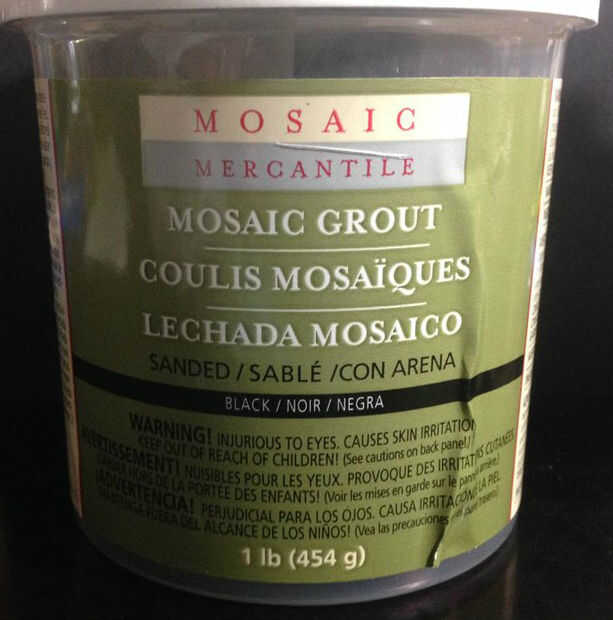 MOSAIC
MERCANTILE
MOSAIC GROUT
COULIS MOSAÏQUES
LECHADA MOSAICO
SANDED / SABLÉ /CON ARENA
BLACK / NOIR / NEGRA
WARNING! INJURIOUS TO EYES. CAUSES SKIN IRRITATION
KEEP OUT OF REACH OF CHILDREN! (See cautions on back panel.)
AVERTISSEMENT! NUISIBLES POUR LES YEUX. PROVOQUE DES IRRITATIONS CUTANÉES
HORS DE LA PORTÉE DES ENFANTS! (Voir les mises en garde sur le panneau arrière.)
¡ADVERTENCIA! PERJUDICIAL PARA LOS OJOS. CAUSA IRRITACIÓN LA PIEL
FUERA DEL ALCANCE DE LOS NIÑOS! (Vea las precauciones
1 lb (454 g)